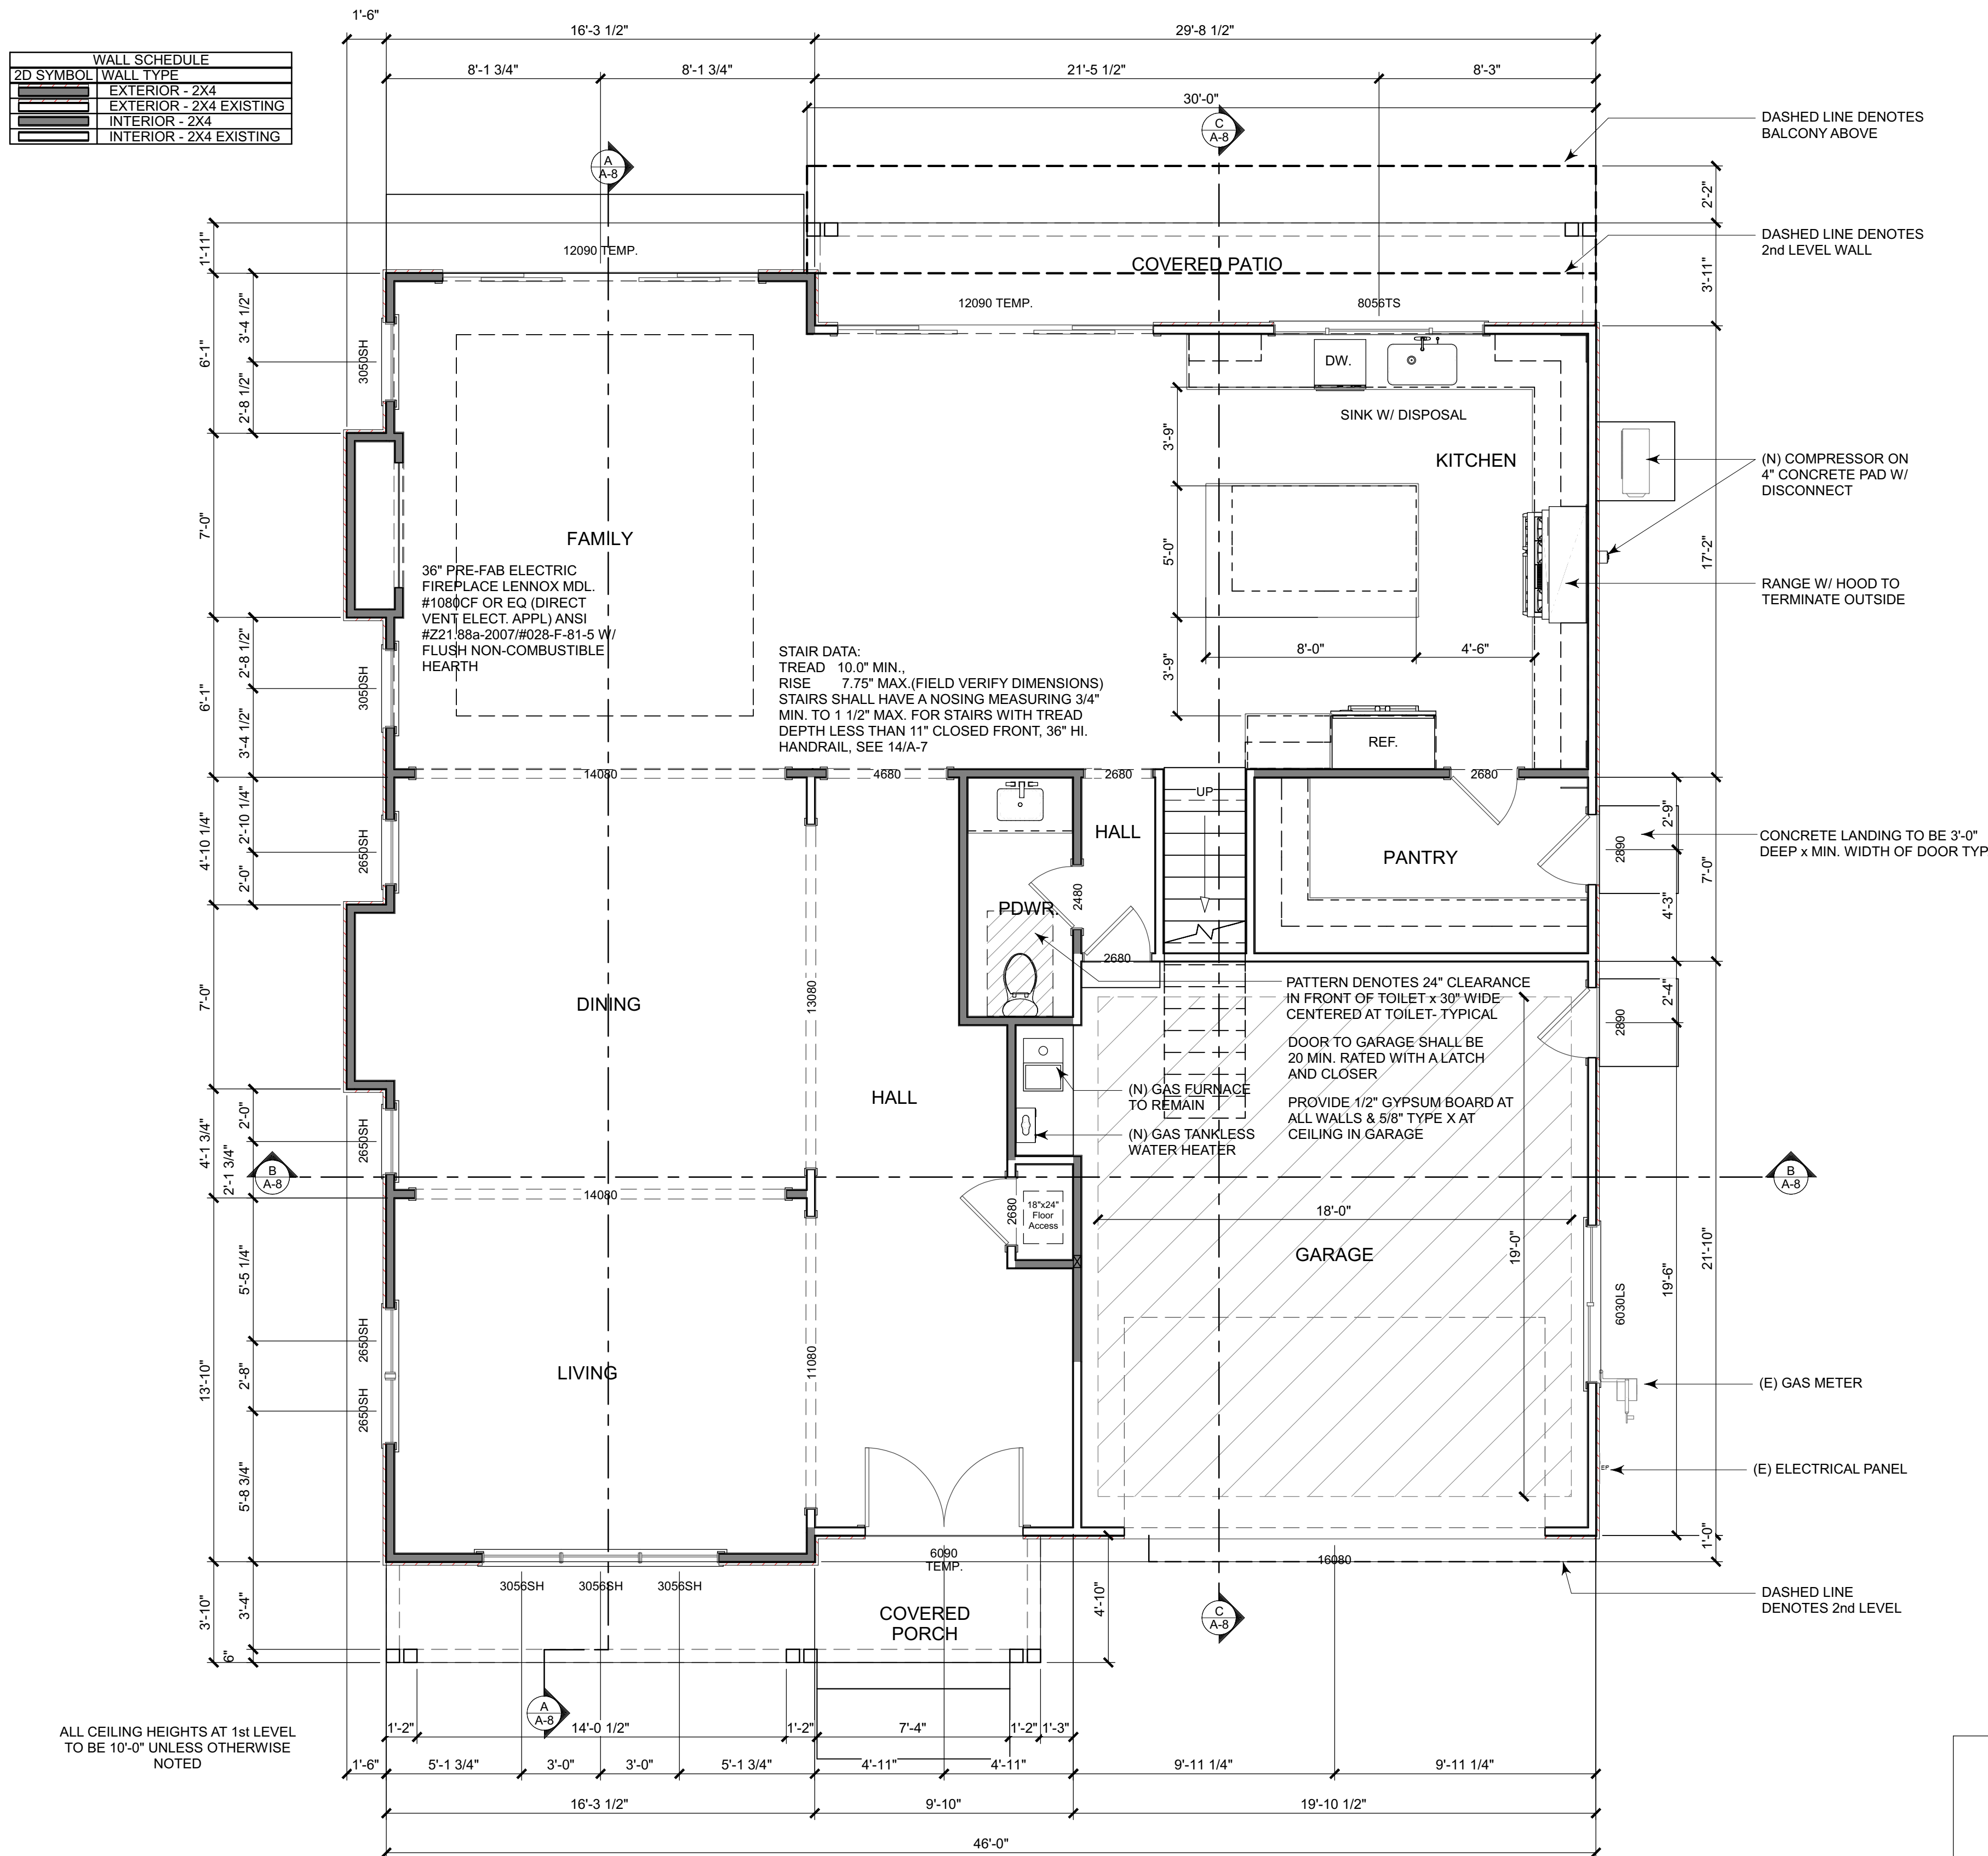 1'-6"
16'-3 1/2"
29'-8 1/2"
WALL SCHEDULE
2D SYMBOL WALL TYPE
EXTERIOR - 2X4
EXTERIOR - 2X4 EXISTING
INTERIOR - 2X4
INTERIOR - 2X4 EXISTING
8'-1 3/4"
8'-1 3/4"
21'-5 1/2"
8'-3"
30'-0"
DASHED LINE DENOTES
BALCONY ABOVE
C
A-8
A
A-8
2'-2"
DASHED LINE DENOTES
2nd LEVEL WALL
1'-11"
12090 TEMP.
COVERED PATIO
3'-11"
12090 TEMP.
8056TS
3'-4 1/2"
6'-1"
3050SH
2'-8 1/2"
DW.
SINK W/ DISPOSAL
3'-9"
KITCHEN
(N) COMPRESSOR ON
4" CONCRETE PAD W/
DISCONNECT
7'-0"
FAMILY
36" PRE-FAB ELECTRIC
FIREPLACE LENNOX MDL.
#1080CF OR EQ (DIRECT
VENT ELECT. APPL) ANSI
#Z21.88a-2007/#028-F-81-5 W/
FLUSH NON-COMBUSTIBLE
HEARTH
5'-0"
17'-2"
RANGE W/ HOOD TO
TERMINATE OUTSIDE
2'-8 1/2"
6'-1"
3050SH
3'-4 1/2"
STAIR DATA:
TREAD 10.0" MIN.,
RISE 7.75" MAX.(FIELD VERIFY DIMENSIONS)
STAIRS SHALL HAVE A NOSING MEASURING 3/4"
MIN. TO 1 1/2" MAX. FOR STAIRS WITH TREAD
DEPTH LESS THAN 11" CLOSED FRONT, 36" HI.
HANDRAIL, SEE 14/A-7
8'-0"
4'-6"
3'-9"
REF.
14080
4680
2680
2680
UP
4'-10 1/4"
2'-10 1/4"
2650SH
2'-0"
HALL
PANTRY
2890
2'-9"
4'-3"
7'-0"
CONCRETE LANDING TO BE 3'-0"
DEEP x MIN. WIDTH OF DOOR TYP
2480
PDWR.
2680
7'-0"
DINING
13080
PATTERN DENOTES 24" CLEARANCE
IN FRONT OF TOILET x 30" WIDE
CENTERED AT TOILET- TYPICAL
DOOR TO GARAGE SHALL BE
20 MIN. RATED WITH A LATCH
AND CLOSER
PROVIDE 1/2" GYPSUM BOARD AT
ALL WALLS & 5/8" TYPE X AT
CEILING IN GARAGE
2890
2'-4"
HALL
(N) GAS FURNACE
TO REMAIN
(N) GAS TANKLESS
WATER HEATER
4'-1 3/4"
2'-0"
2'-1 3/4"
2650SH
B
A-8
B
A-8
14080
2680
18"x24"
Floor
Access
18'-0"
GARAGE
19'-0"
6030LS
19'-6"
21'-10"
5'-5 1/4"
2650SH
13'-10"
2'-8"
2650SH
LIVING
11080
(E) GAS METER
5'-8 3/4"
EP
(E) ELECTRICAL PANEL
1'-0"
6090
TEMP.
16080
3056SH
3056SH
3056SH
3'-10"
3'-4"
6"
COVERED
PORCH
4'-10"
C
A-8
DASHED LINE
DENOTES 2nd LEVEL
A
A-8
ALL CEILING HEIGHTS AT 1st LEVEL
TO BE 10'-0" UNLESS OTHERWISE
NOTED
1'-2"
14'-0 1/2"
1'-2"
7'-4"
1'-2"
1'-3"
1'-6"
5'-1 3/4"
3'-0"
3'-0"
5'-1 3/4"
4'-11"
4'-11"
9'-11 1/4"
9'-11 1/4"
16'-3 1/2"
9'-10"
19'-10 1/2"
46'-0"